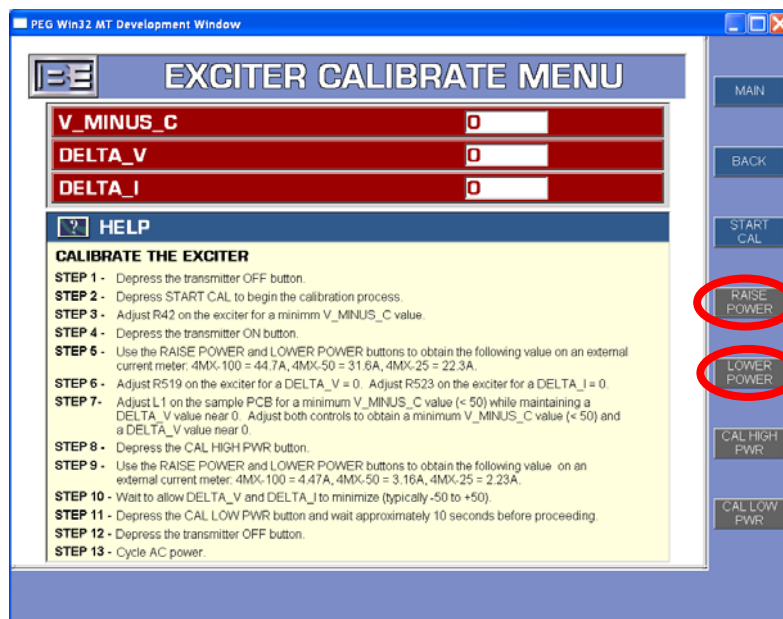 PEG Win32 MT Development Window
BE
EXCITER CALIBRATE MENU
V_MINUS_C 0
DELTA_V 0
DELTA_I 0
? HELP
CALIBRATE THE EXCITER
STEP 1 - Depress the transmitter OFF button.
STEP 2 - Depress START CAL to begin the calibration process.
STEP 3 - Adjust R42 on the exciter for a minimm V_MINUS_C value.
STEP 4 - Depress the transmitter ON button.
STEP 5 - Use the RAISE POWER and LOWER POWER buttons to obtain the following value on an external
current meter: 4MX-100 = 44.7A, 4MX-50 = 31.6A, 4MX-25 = 22.3A.
STEP 6 - Adjust R519 on the exciter for a DELTA_V = 0. Adjust R523 on the exciter for a DELTA_I = 0.
STEP 7- Adjust L1 on the sample PCB for a minimum V_MINUS_C value (< 50) while maintaining a
DELTA_V value near 0. Adjust both controls to obtain a minimum V_MINUS_C value (< 50) and
a DELTA_V value near 0.
STEP 8 - Depress the CAL HIGH PWR button.
STEP 9 - Use the RAISE POWER and LOWER POWER buttons to obtain the following value on an
external current meter: 4MX-100 = 4.47A, 4MX-50 = 3.16A, 4MX-25 = 2.23A.
STEP 10 - Wait to allow DELTA_V and DELTA_I to minimize (typically -50 to +50).
STEP 11 - Depress the CAL LOW PWR button and wait approximately 10 seconds before proceeding.
STEP 12 - Depress the transmitter OFF button.
STEP 13 - Cycle AC power.
MAIN
BACK
START
CAL
RAISE
POWER
LOWER
POWER
CAL HIGH
PWR
CAL LOW
PWR